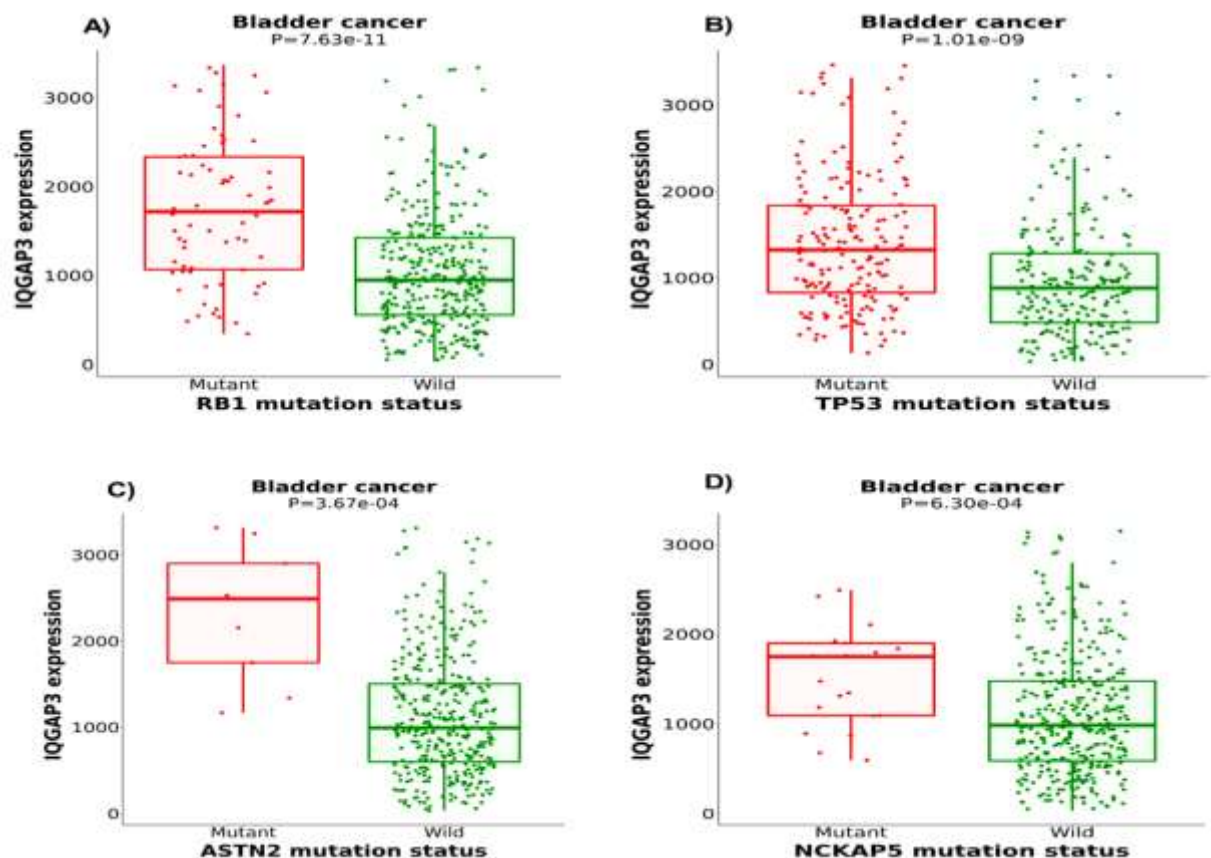 A)
Bladder cancer
P=7.63e-11
IQGAP3 expression
3000
2000
1000
0
Mutant Wild
RB1 mutation status
B)
Bladder cancer
P=1.01e-09
IQGAP3 expression
3000
2000
1000
0
Mutant Wild
TP53 mutation status
C)
Bladder cancer
P=3.67e-04
IQGAP3 expression
3000
2000
1000
0
Mutant Wild
ASTN2 mutation status
D)
Bladder cancer
P=6.30e-04
IQGAP3 expression
3000
2000
1000
0
Mutant Wild
NCKAP5 mutation status